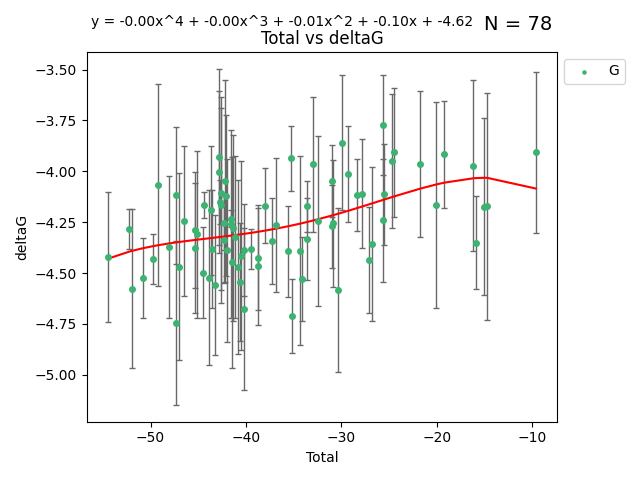 y = -0.00x^4 + -0.00x^3 + -0.01x^2 + -0.10x + -4.62 N = 78
Total vs deltaG
G
−3.50
−3.75
−4.00
−4.25
−4.50
−4.75
−5.00
deltaG
−50 −40 −30 −20 −10
Total